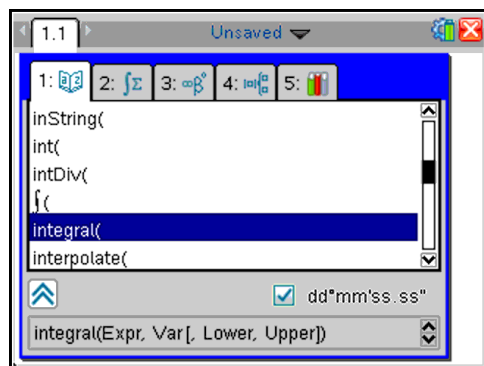 1.1 Unsaved
1: 2: ∫Σ 3: ∞β° 4: 5:
inString(
int(
intDiv(
∫(
integral(
interpolate(
dd°mm'ss.ss"
integral(Expr, Var[, Lower, Upper])